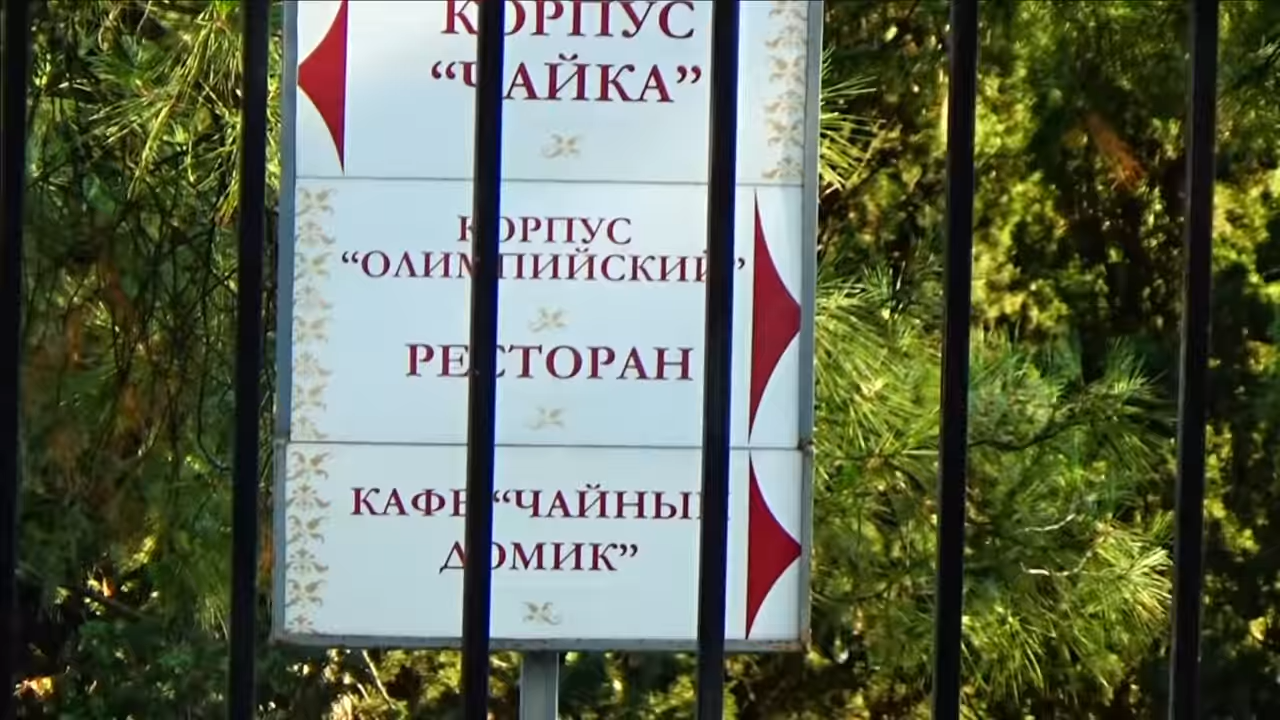 КОРПУС
“ЧАЙКА”
КОРПУС
“ОЛИМПИЙСКИЙ”
РЕСТОРАН
КАФЕ “ЧАЙНЫЙ
ДОМИК”